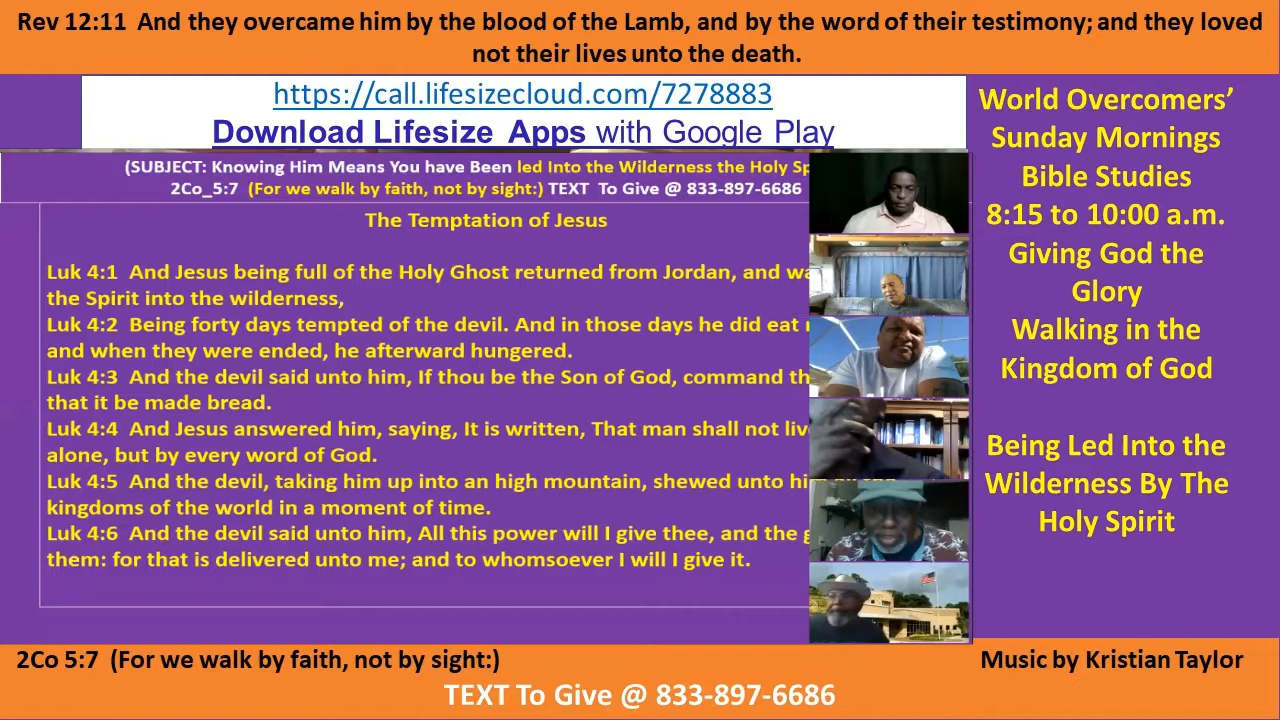 Rev 12:11 And they overcame him by the blood of the Lamb, and by the word of their testimony; and they loved
not their lives unto the death.
https://call.lifesizecloud.com/7278883
Download Lifesize Apps with Google Play
(SUBJECT: Knowing Him Means You have Been led Into the Wilderness the Holy
2Co_5:7 (For we walk by faith, not by sight:) TEXT To Give @ 833-897-6686
The Temptation of Jesus
Luk 4:1 And Jesus being full of the Holy Ghost returned from Jordan, and
the Spirit into the wilderness,
Luk 4:2 Being forty days tempted of the devil. And in those days he did eat
and when they were ended, he afterward hungered.
Luk 4:3 And the devil said unto him, If thou be the Son of God, command
that it be made bread.
Luk 4:4 And Jesus answered him, saying, It is written, That man shall not
alone, but by every word of God.
Luk 4:5 And the devil, taking him up into an high mountain, shewed unto
kingdoms of the world in a moment of time.
Luk 4:6 And the devil said unto him, All this power will I give thee, and the
them: for that is delivered unto me; and to whomsoever I will I give it.
World Overcomers'
Sunday Mornings
Bible Studies
8:15 to 10:00 a.m.
Giving God the
Glory
Walking in the
Kingdom of God
Being Led Into the
Wilderness By The
Holy Spirit
2Co 5:7 (For we walk by faith, not by sight:)
Music by Kristian Taylor
TEXT To Give @ 833-897-6686